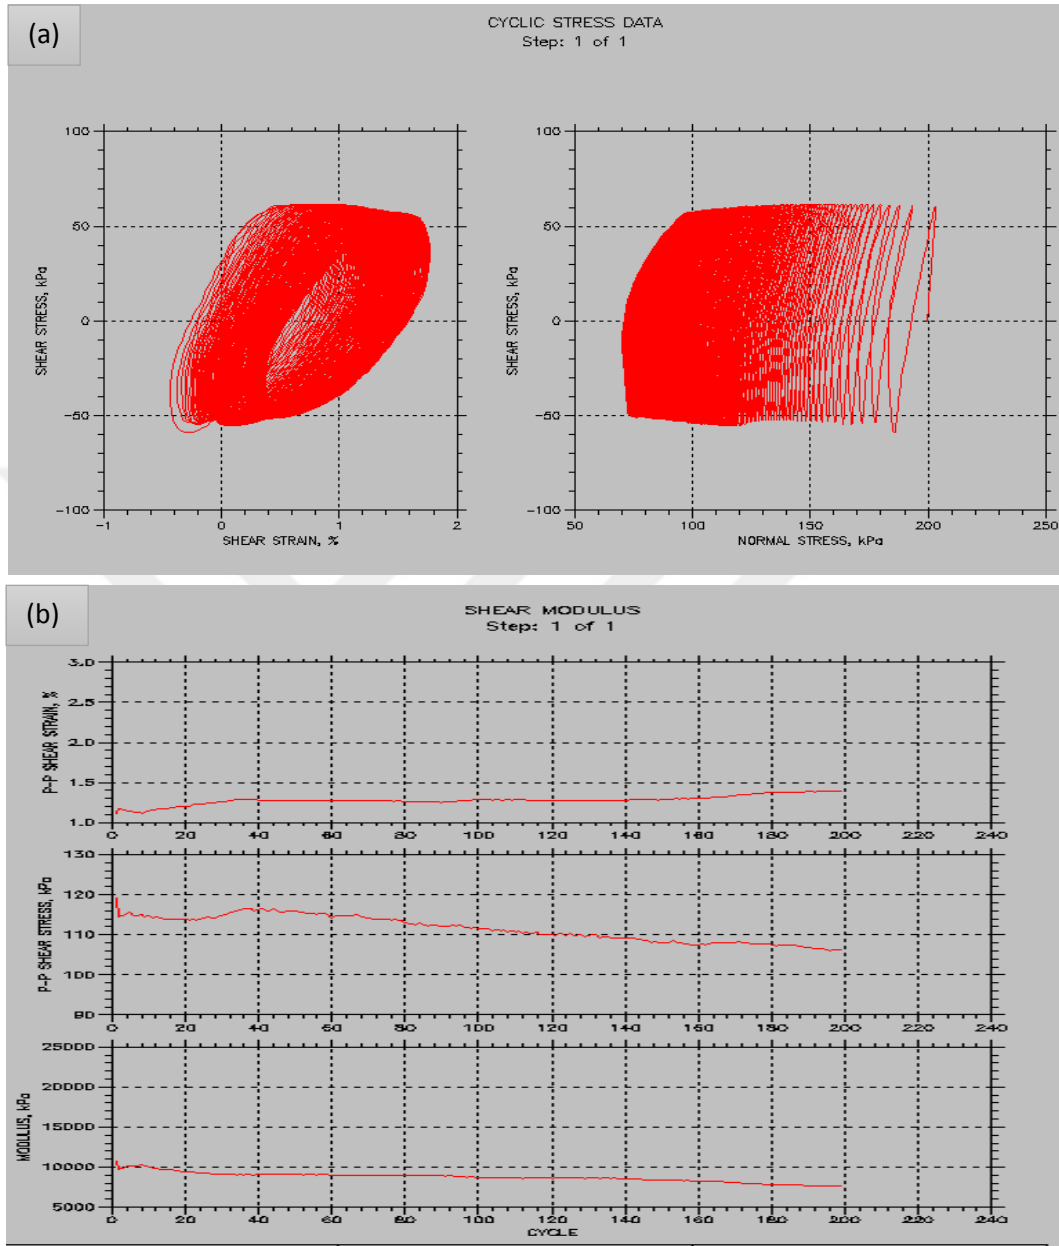 (a)
CYCLIC STRESS DATA
Step: 1 of 1
SHEAR STRESS, kPa
100
50
0
-50
-100
-1 0 1 2
SHEAR STRAIN, %
SHEAR STRESS, kPa
100
50
0
-50
-100
50 100 150 200 250
NORMAL STRESS, kPa
(b)
SHEAR MODULUS
Step: 1 of 1
P-P SHEAR STRAIN, %
3.0
2.5
2.0
1.5
1.0
0 20 40 60 80 100 120 140 160 180 200 220 240
P-P SHEAR STRESS, kPa
130
120
110
100
90
0 20 40 60 80 100 120 140 160 180 200 220 240
MODULUS, kPa
25000
20000
15000
10000
5000
0 20 40 60 80 100 120 140 160 180 200 220 240
CYCLE